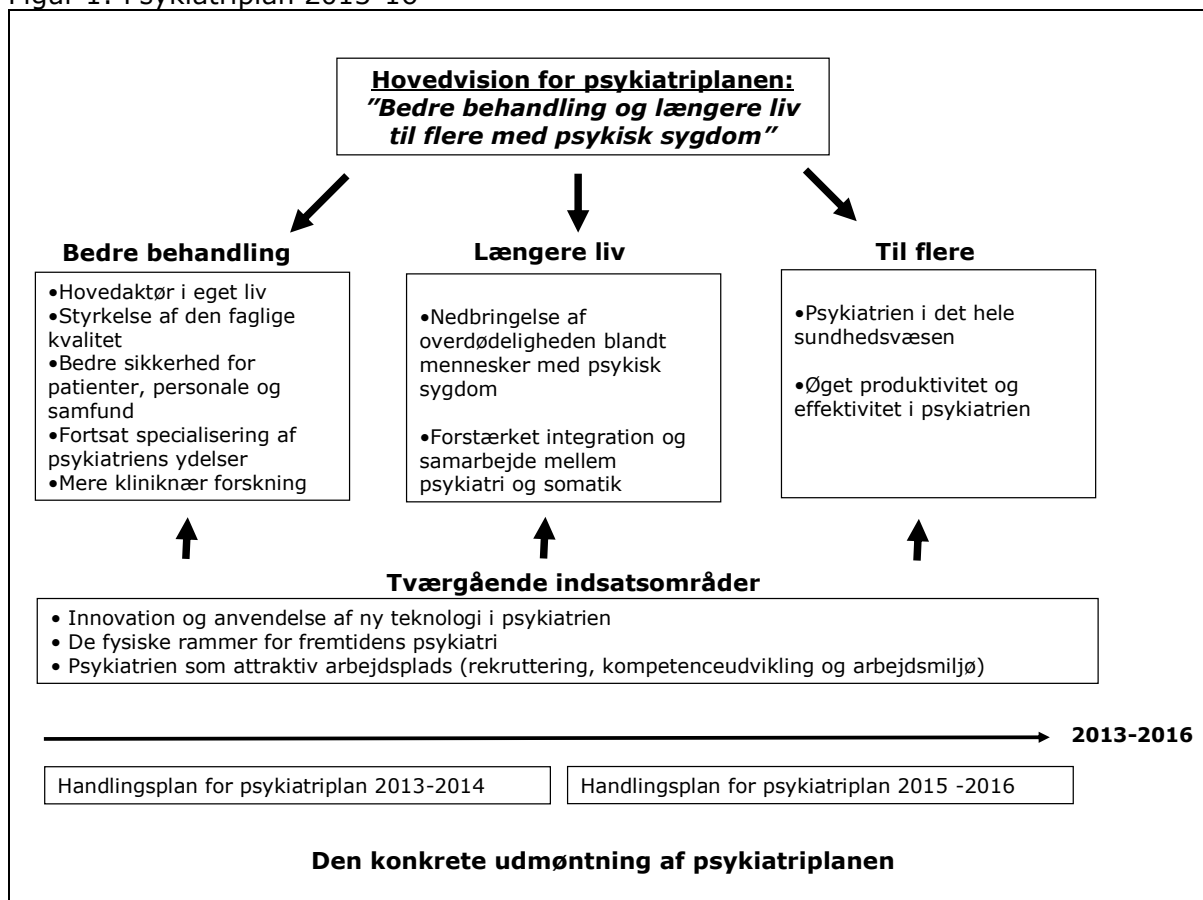 Figur 1: Psykiatriplan 2013-16
Hovedvision for psykiatriplanen:
"Bedre behandling og længere liv
til flere med psykisk sygdom"
Bedre behandling
•Hovedaktør i eget liv
•Styrkelse af den faglige
kvalitet
•Bedre sikkerhed for
patienter, personale og
samfund
•Fortsat specialisering af
psykiatriens ydelser
•Mere kliniknær forskning
Længere liv
•Nedbringelse af
overdødeligheden blandt
mennesker med psykisk
sygdom
•Forstærket integration og
samarbejde mellem
psykiatri og somatik
Til flere
•Psykiatrien i det hele
sundhedsvæsen
•Øget produktivitet og
effektivitet i psykiatrien
Tværgående indsatsområder
• Innovation og anvendelse af ny teknologi i psykiatrien
• De fysiske rammer for fremtidens psykiatri
• Psykiatrien som attraktiv arbejdsplads (rekruttering, kompetenceudvikling og arbejdsmiljø)
2013-2016
Handlingsplan for psykiatriplan 2013-2014
Handlingsplan for psykiatriplan 2015 -2016
Den konkrete udmøntning af psykiatriplanen